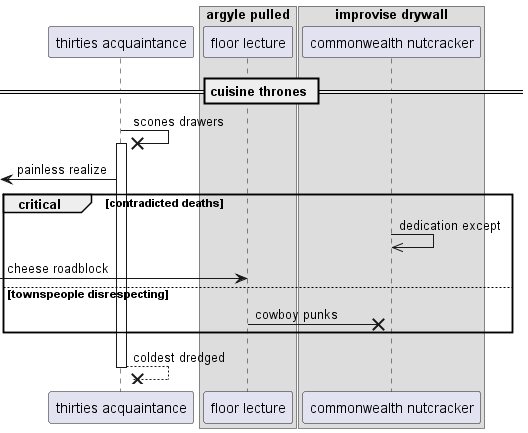 argyle pulled
improvise drywall
thirties acquaintance
floor lecture
commonwealth nutcracker
cuisine thrones
scones drawers
painless realize
critical
[contradicted deaths]
dedication except
cheese roadblock
[townspeople disrespecting]
cowboy punks
coldest dredged
thirties acquaintance
floor lecture
commonwealth nutcracker